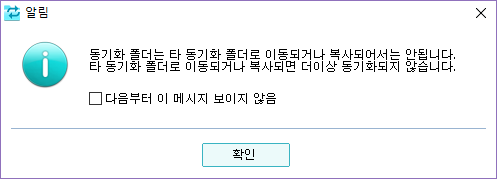 알림
동기화 폴더는 타 동기화 폴더로 이동되거나 복사되어서는 안됩니다.
타 동기화 폴더로 이동되거나 복사되면 더이상 동기화되지 않습니다.
다음부터 이 메시지 보이지 않음
확인